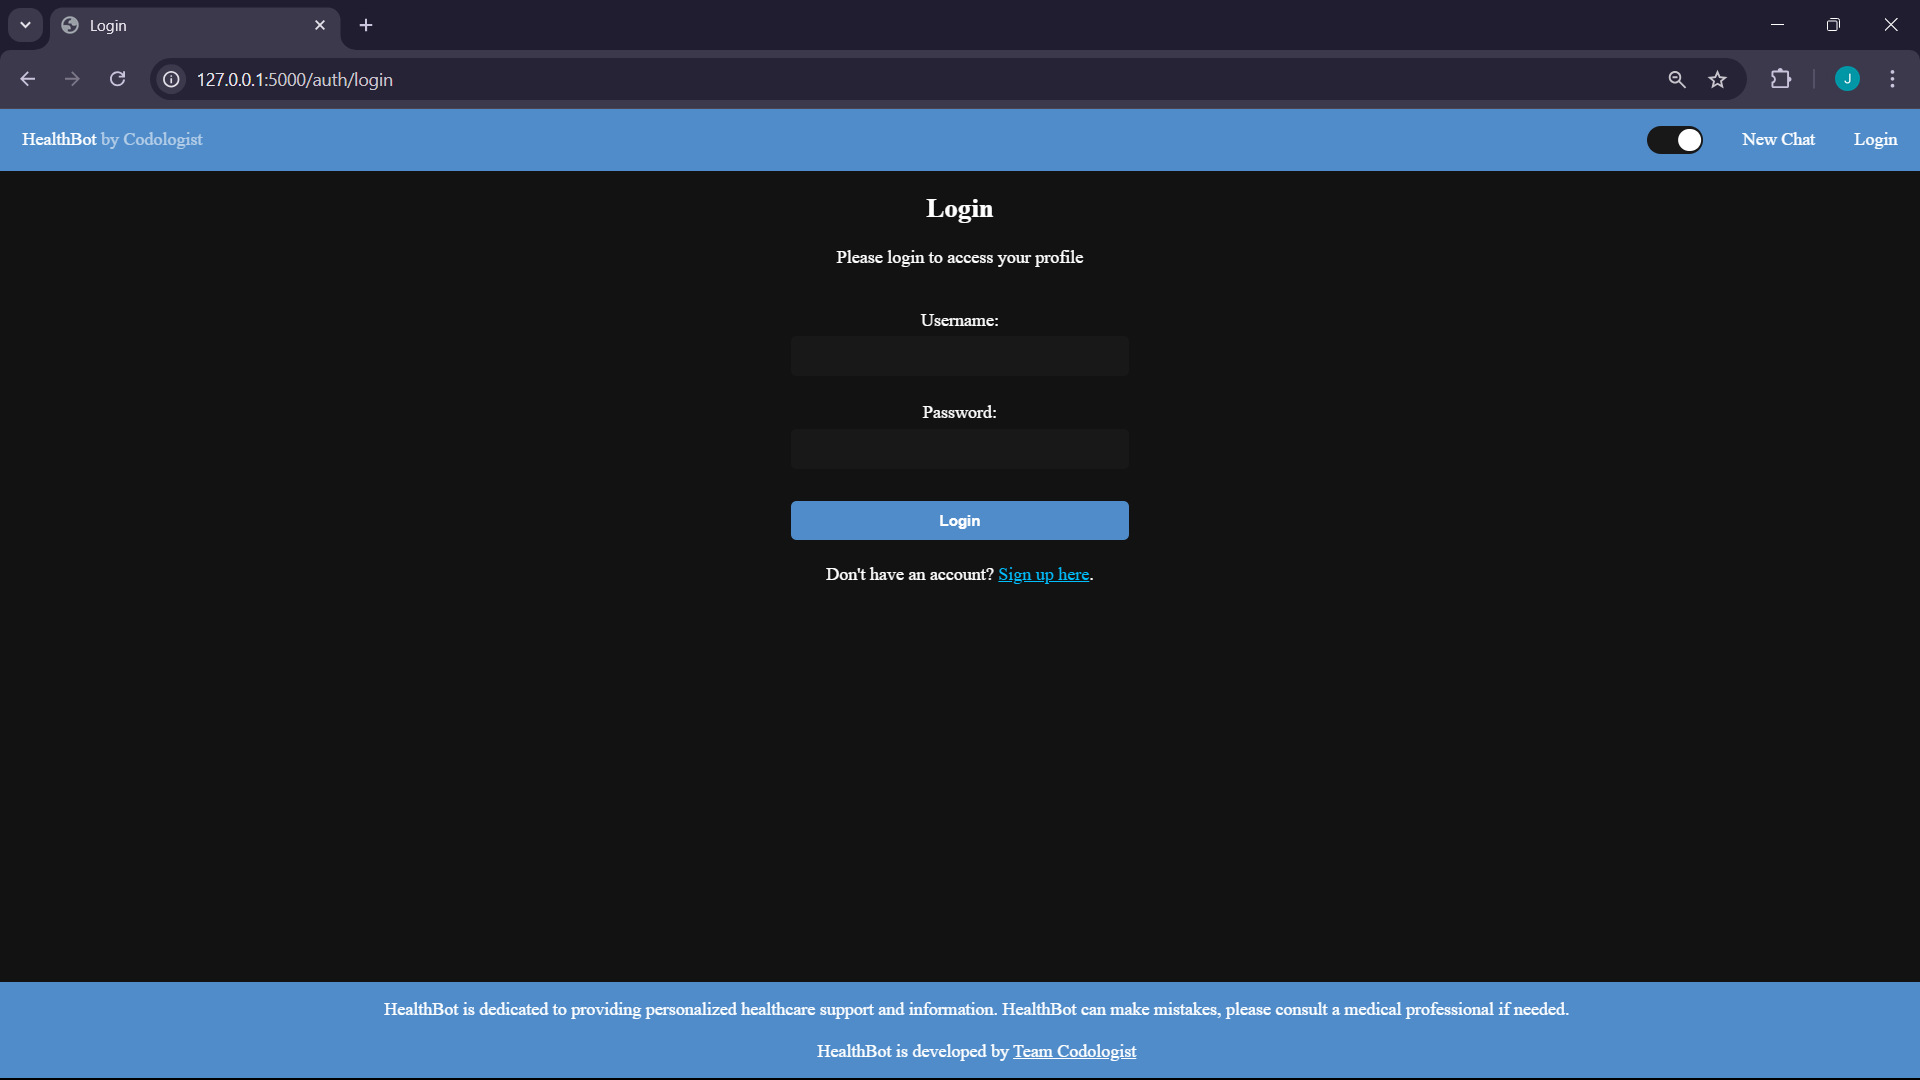 Login
127.0.0.1:5000/auth/login
J
HealthBot by Codologist
New Chat
Login
Login
Please login to access your profile
Username:
Password:
Login
Don't have an account? Sign up here.
HealthBot is dedicated to providing personalized healthcare support and information. HealthBot can make mistakes, please consult a medical professional if needed.
HealthBot is developed by Team Codologist